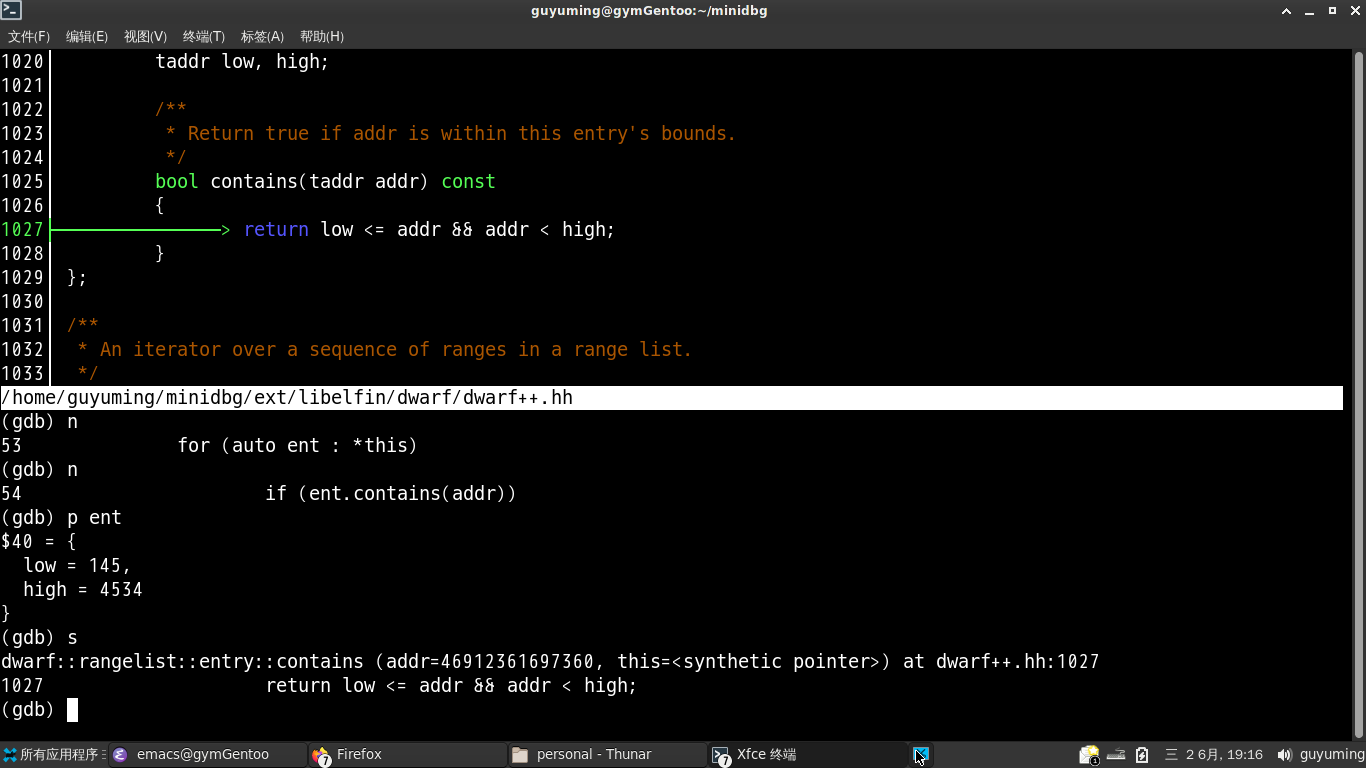 guyuming@gymGentoo:~/minidbg
文件(F) 编辑(E) 视图(V) 终端(T) 标签(A) 帮助(H)
1020 taddr low, high;
1021
1022 /**
1023 * Return true if addr is within this entry's bounds.
1024 */
1025 bool contains(taddr addr) const
1026 {
1027 > return low <= addr && addr < high;
1028 }
1029 };
1030
1031 /**
1032 * An iterator over a sequence of ranges in a range list.
1033 */
/home/guyuming/minidbg/ext/libelfin/dwarf/dwarf++.hh
(gdb) n
53 for (auto ent : *this)
(gdb) n
54 if (ent.contains(addr))
(gdb) p ent
$40 = {
low = 145,
high = 4534
}
(gdb) s
dwarf::rangelist::entry::contains (addr=46912361697360, this=<synthetic pointer>) at dwarf++.hh:1027
1027 return low <= addr && addr < high;
(gdb)
所有应用程序 emacs@gymGentoo 7 Firefox personal - Thunar 7 Xfce 终端 1 三 2 6月, 19:16 guyuming